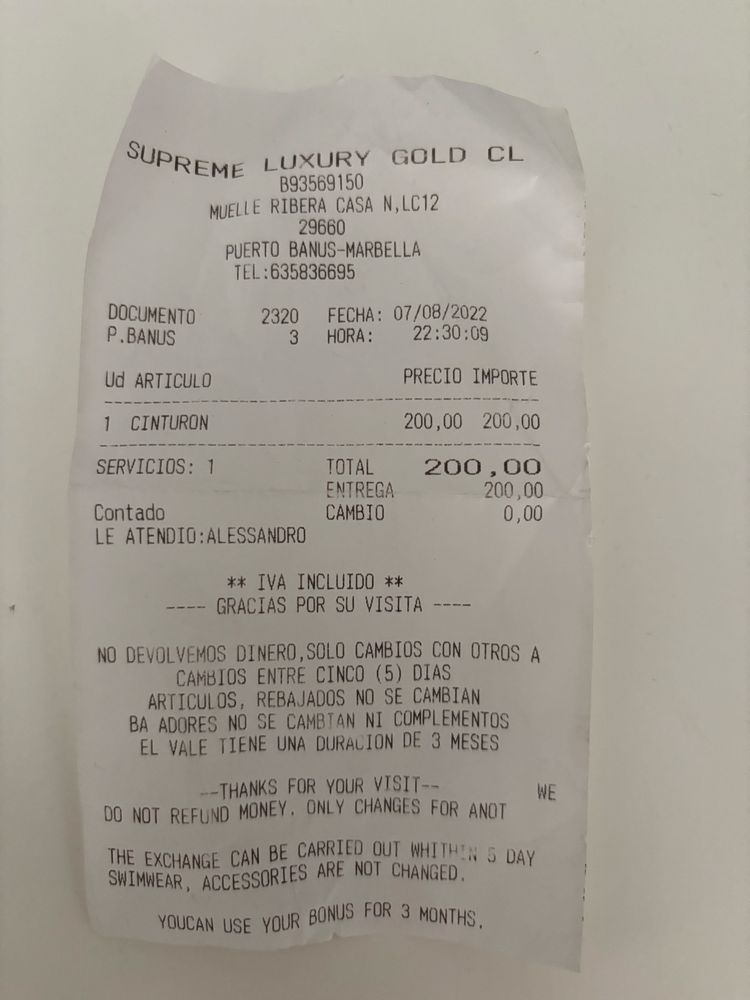 SUPREME LUXURY GOLD CL
B93569150
MUELLE RIBERA CASA N,LC12
29660
PUERTO BANUS-MARBELLA
TEL:635836695
DOCUMENTO 2320 FECHA: 07/08/2022
P.BANUS 3 HORA: 22:30:09
Ud ARTICULO PRECIO IMPORTE
1 CINTURON 200,00 200,00
SERVICIOS: 1 TOTAL 200,00
ENTREGA 200,00
Contado CAMBIO 0,00
LE ATENDIO:ALESSANDRO
** IVA INCLUIDO **
---- GRACIAS POR SU VISITA ----
NO DEVOLVEMOS DINERO,SOLO CAMBIOS CON OTROS A
CAMBIOS ENTRE CINCO (5) DIAS
ARTICULOS, REBAJADOS NO SE CAMBIAN
BA ADORES NO SE CAMBIAN NI COMPLEMENTOS
EL VALE TIENE UNA DURACION DE 3 MESES
--THANKS FOR YOUR VISIT-- WE
DO NOT REFUND MONEY. ONLY CHANGES FOR ANOT
THE EXCHANGE CAN BE CARRIED OUT WHITHIN 5 DAY
SWIMWEAR, ACCESSORIES ARE NOT CHANGED.
YOUCAN USE YOUR BONUS FOR 3 MONTHS.